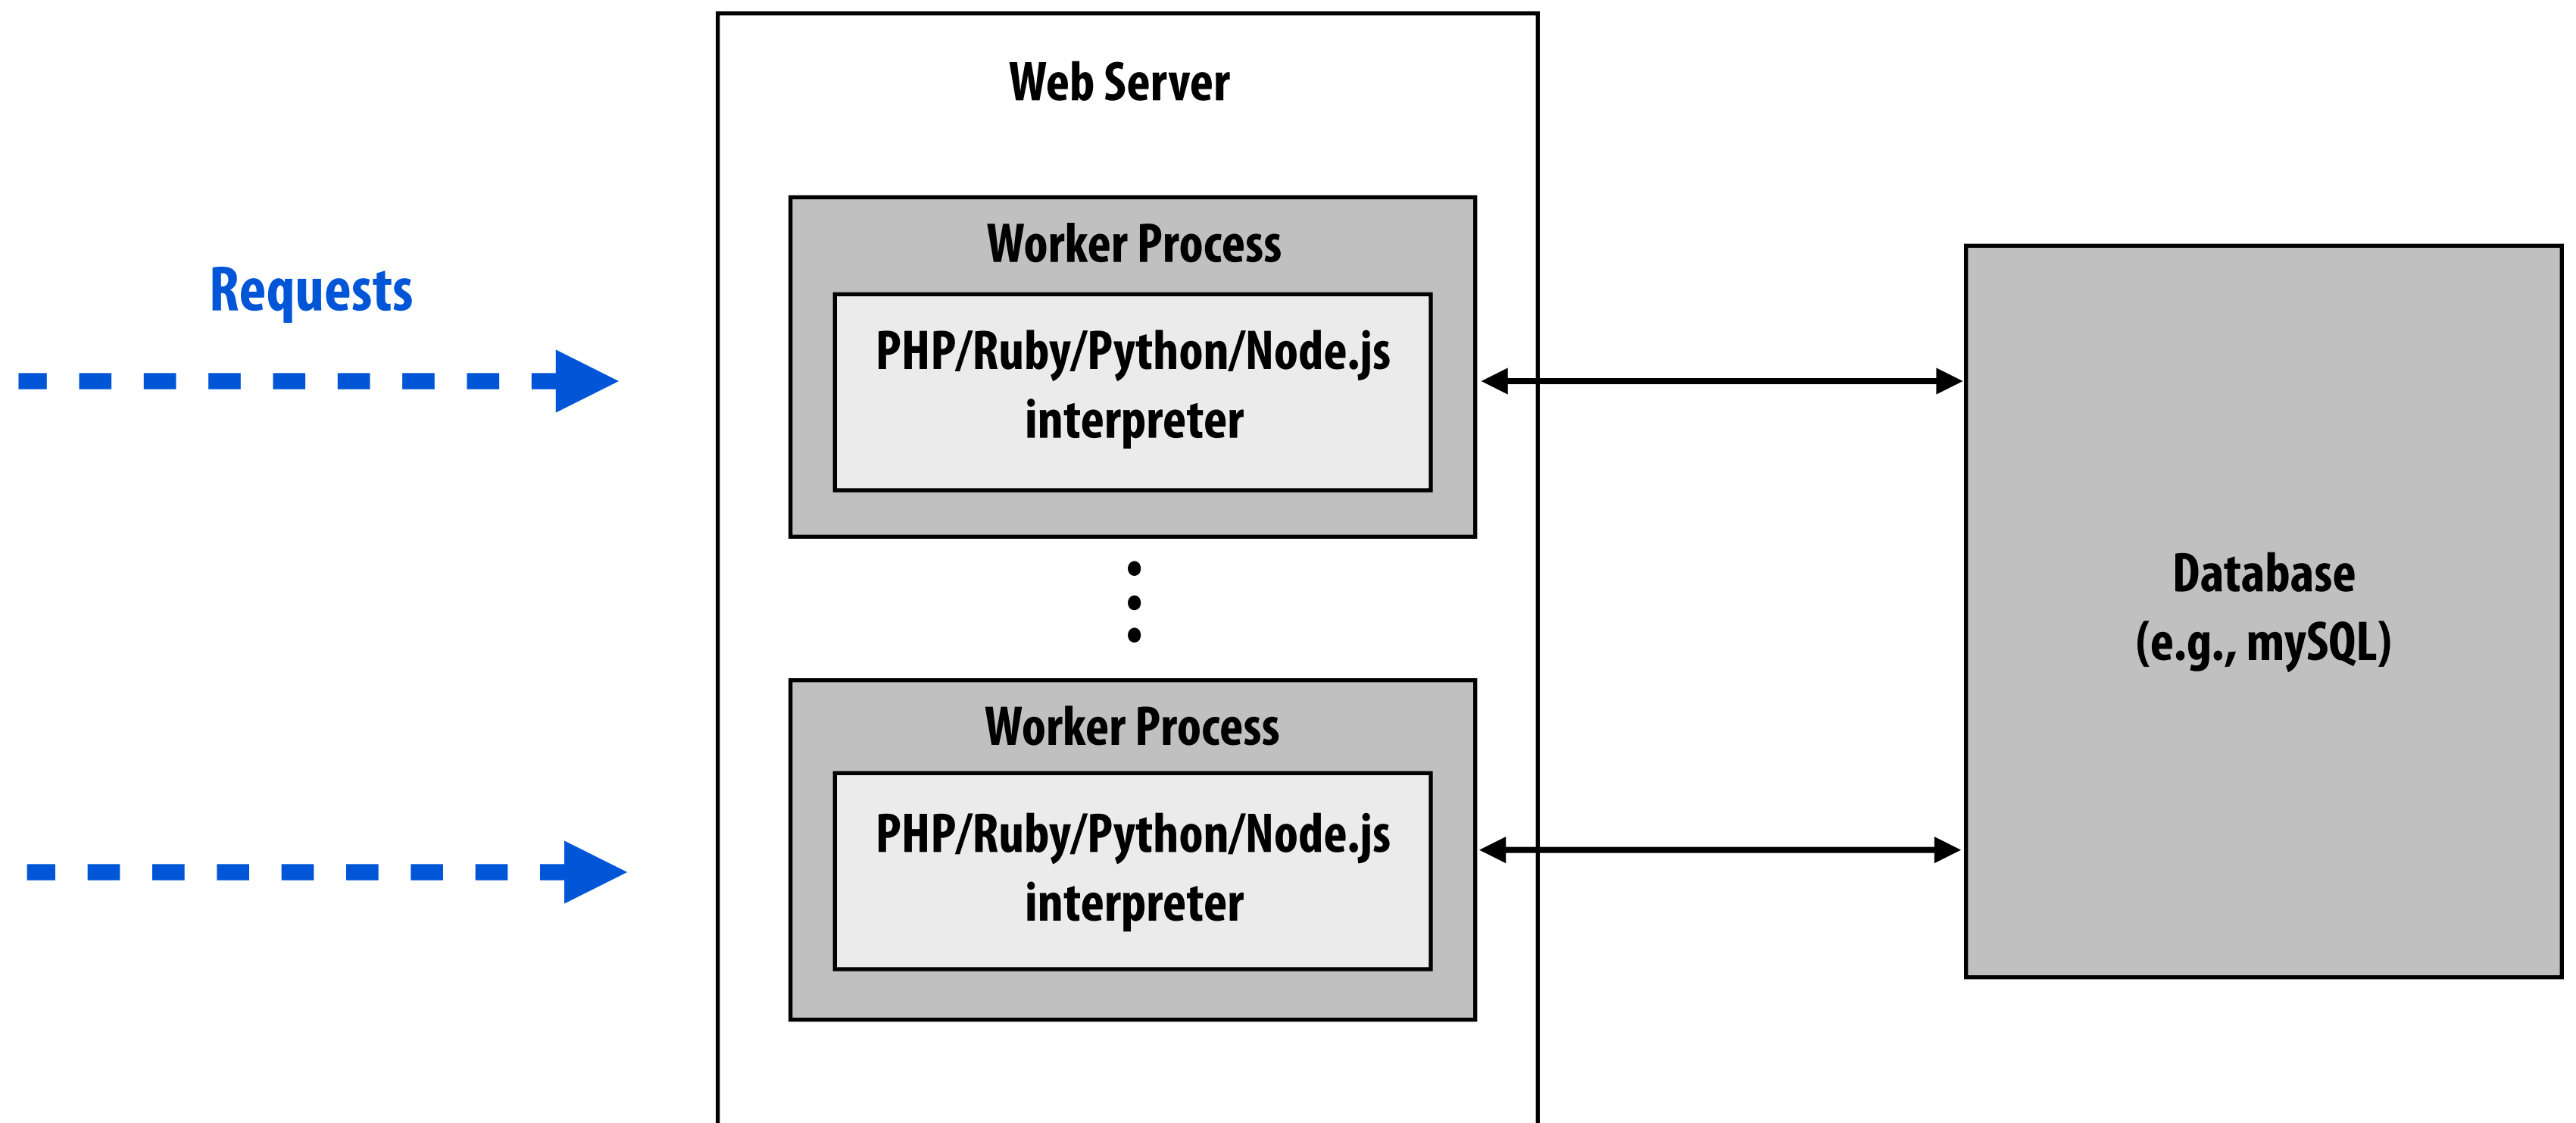 Web Server
Requests
Worker Process
PHP/Ruby/Python/Node.js
interpreter
Worker Process
PHP/Ruby/Python/Node.js
interpreter
Database
(e.g., mySQL)